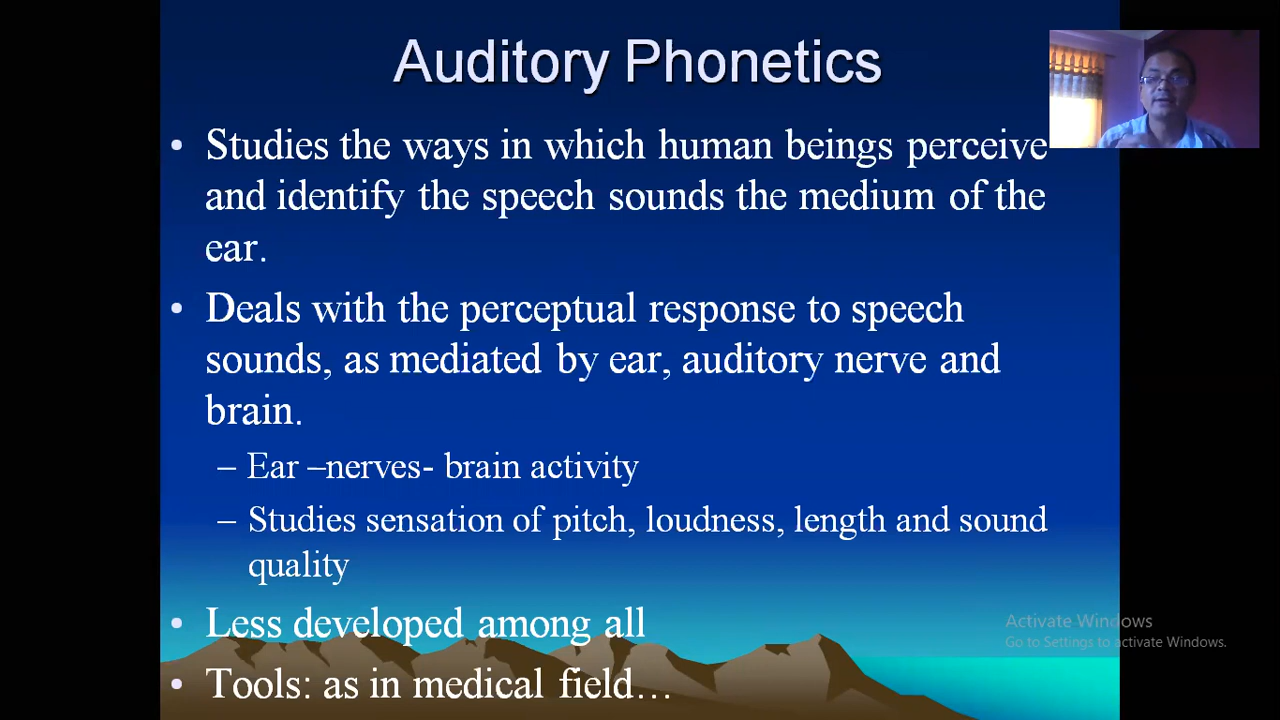 Auditory Phonetics
• Studies the ways in which human beings perceive
and identify the speech sounds the medium of the
ear.
• Deals with the perceptual response to speech
sounds, as mediated by ear, auditory nerve and
brain.
– Ear –nerves- brain activity
– Studies sensation of pitch, loudness, length and sound
quality
• Less developed among all
• Tools: as in medical field…
Activate Windows
Go to Settings to activate Windows.